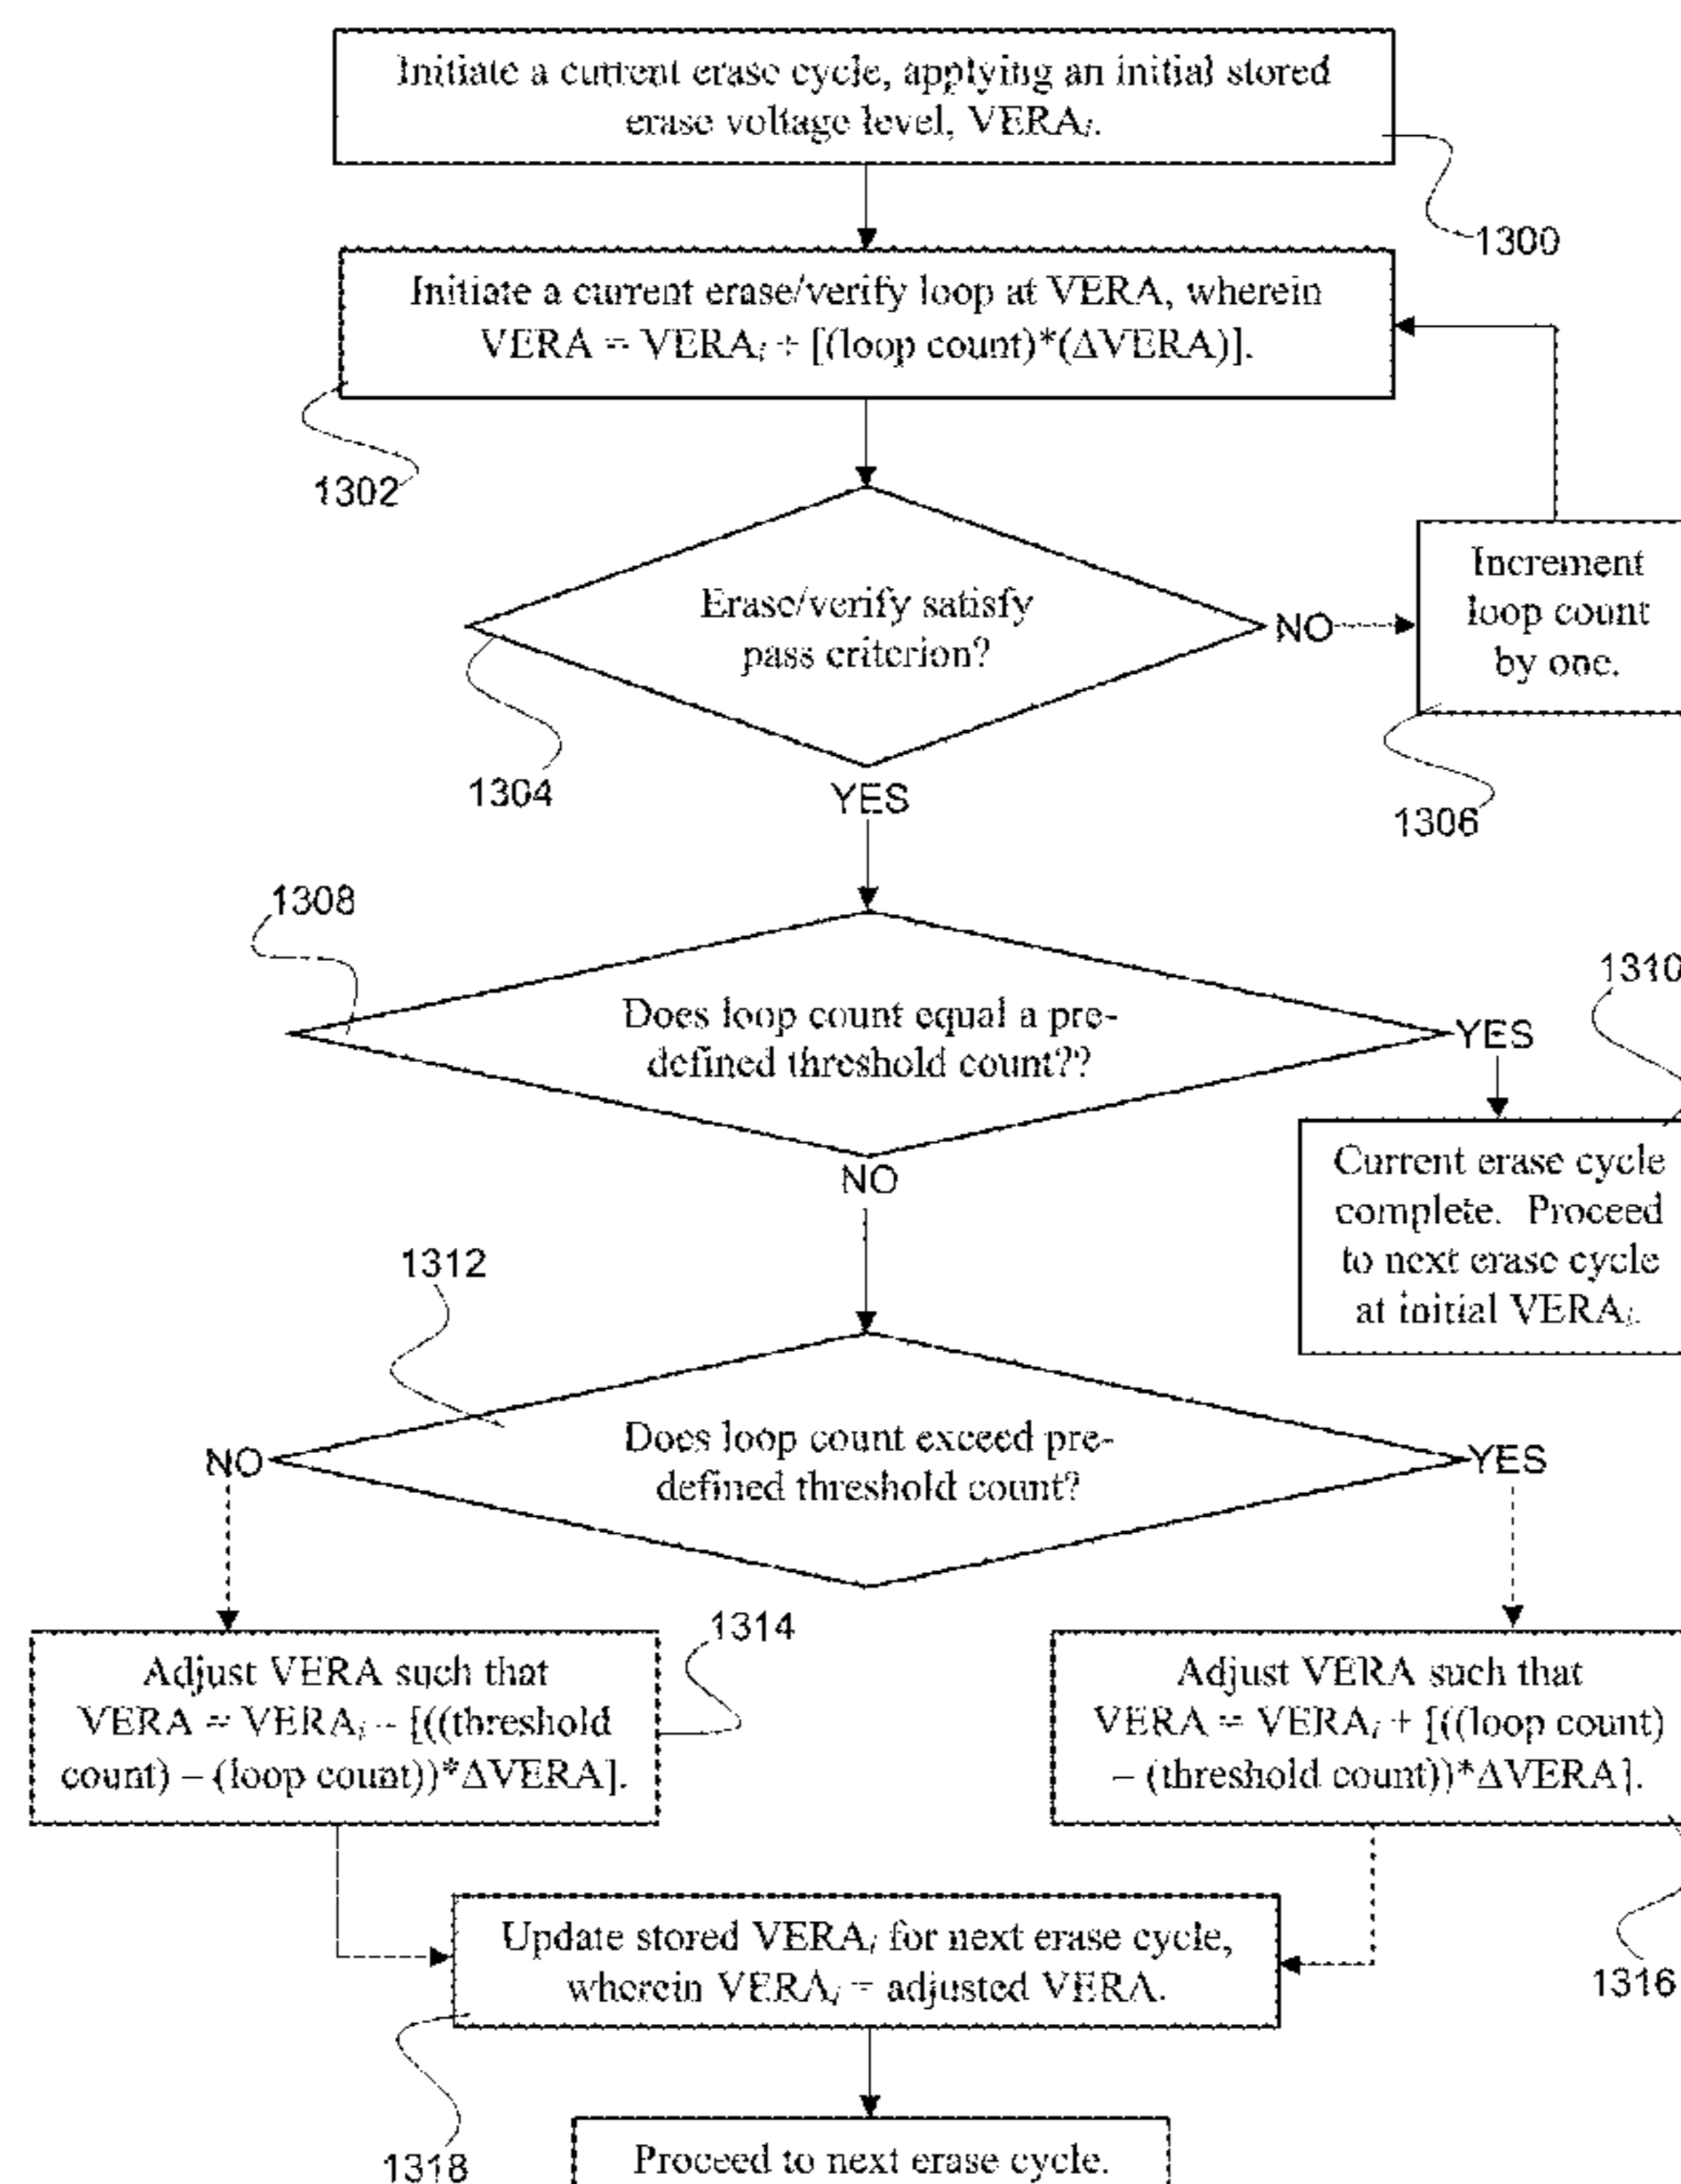 Initiate a current erase cycle, applying an initial stored
erase voltage level, VERAi.
1300
Initiate a current erase/verify loop at VERA, wherein
VERA = VERAi + [(loop count)*(ΔVERA)].
1302
Erase/verify satisfy
pass criterion?
NO
Increment
loop count
by one.
1304
1306
YES
1308
Does loop count equal a pre-
defined threshold count??
YES
1310
NO
Current erase cycle
complete. Proceed
to next erase cycle
at initial VERAi.
1312
Does loop count exceed pre-
defined threshold count?
NO
YES
1314
Adjust VERA such that
VERA = VERAi – [((threshold
count) – (loop count))*ΔVERA].
Adjust VERA such that
VERA = VERAi + [((loop count)
– (threshold count))*ΔVERA].
1316
Update stored VERAi for next erase cycle,
wherein VERAi = adjusted VERA.
1318
Proceed to next erase cycle.